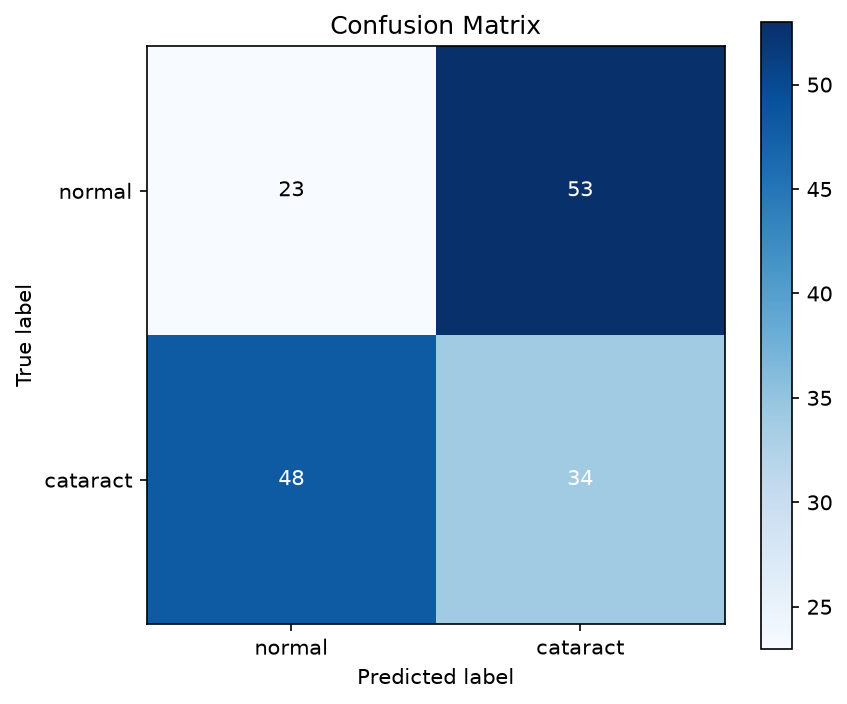 Confusion Matrix
True label
normal
cataract
23
53
48
34
normal
cataract
Predicted label
50
45
40
35
30
25